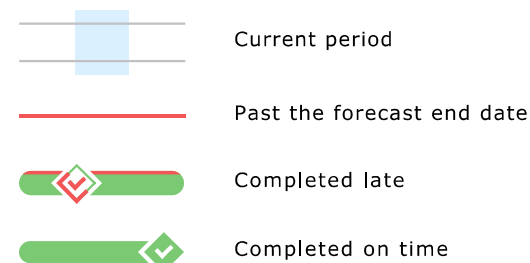 Current period
Past the forecast end date
Completed late
Completed on time